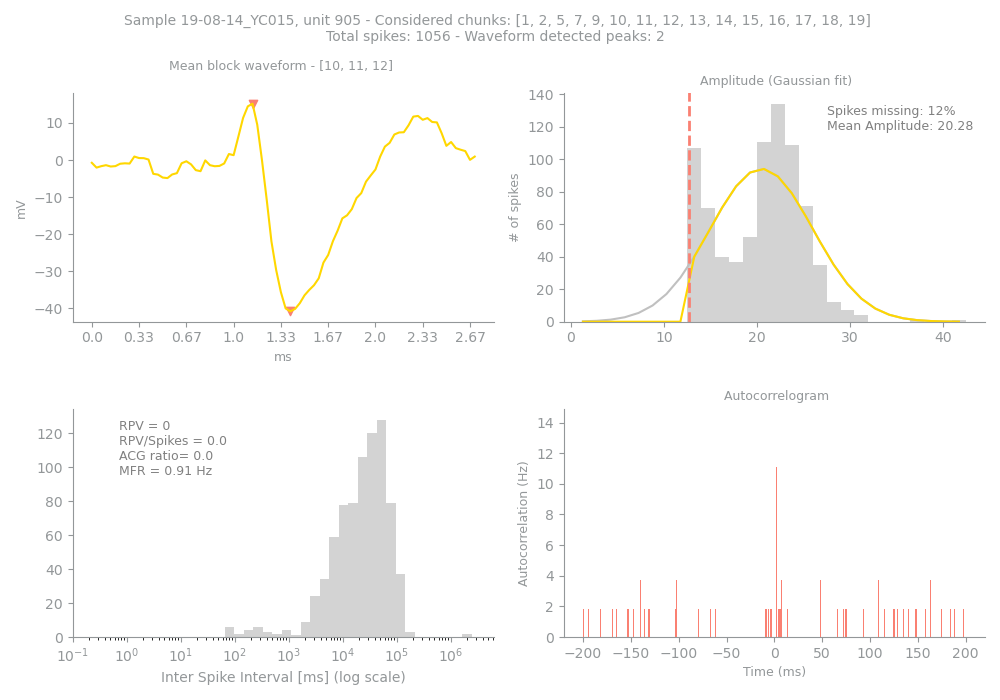 Sample 19-08-14_YC015, unit 905 - Considered chunks: [1, 2, 5, 7, 9, 10, 11, 12, 13, 14, 15, 16, 17, 18, 19]
Total spikes: 1056 - Waveform detected peaks: 2
Mean block waveform - [10, 11, 12]
10
0
−10
−20
−30
−40
mV
0.0 0.33 0.67 1.0 1.33 1.67 2.0 2.33 2.67
ms
Amplitude (Gaussian fit)
Spikes missing: 12%
Mean Amplitude: 20.28
140
120
100
80
60
40
20
0
# of spikes
0 10 20 30 40
RPV = 0
RPV/Spikes = 0.0
ACG ratio= 0.0
MFR = 0.91 Hz
120
100
80
60
40
20
0
10⁻¹ 10⁰ 10¹ 10² 10³ 10⁴ 10⁵ 10⁶
Inter Spike Interval [ms] (log scale)
Autocorrelogram
14
12
10
8
6
4
2
0
Autocorrelation (Hz)
−200 −150 −100 −50 0 50 100 150 200
Time (ms)